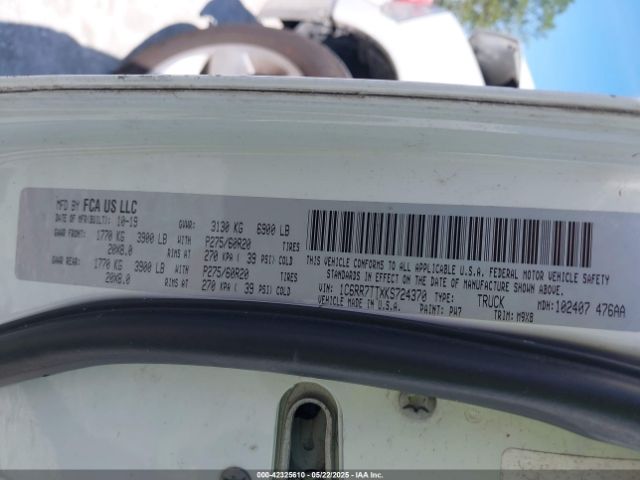 MFD BY FCA US LLC
DATE OF MFR(BUILT): 10-19 GVWR: 3130 KG 6900 LB
GAWR FRONT: 1770 KG 3900 LB WITH P275/60R20 TIRES
20X8.0 RIMS AT 270 KPA ( 39 PSI) COLD
GAWR REAR: 1770 KG 3900 LB WITH P275/60R20 TIRES
20X8.0 RIMS AT 270 KPA ( 39 PSI) COLD
THIS VEHICLE CONFORMS TO ALL APPLICABLE U.S.A. FEDERAL MOTOR VEHICLE SAFETY
STANDARDS IN EFFECT ON THE DATE OF MANUFACTURE SHOWN ABOVE.
VIN: 1C6RR7TTXKS724370 TYPE: TRUCK
MADE IN U.S.A. PAINT: PW7 TRIM: M9X8 MDH:102407 476AA
000-42325610 - 05/22/2025 - IAAI.COM